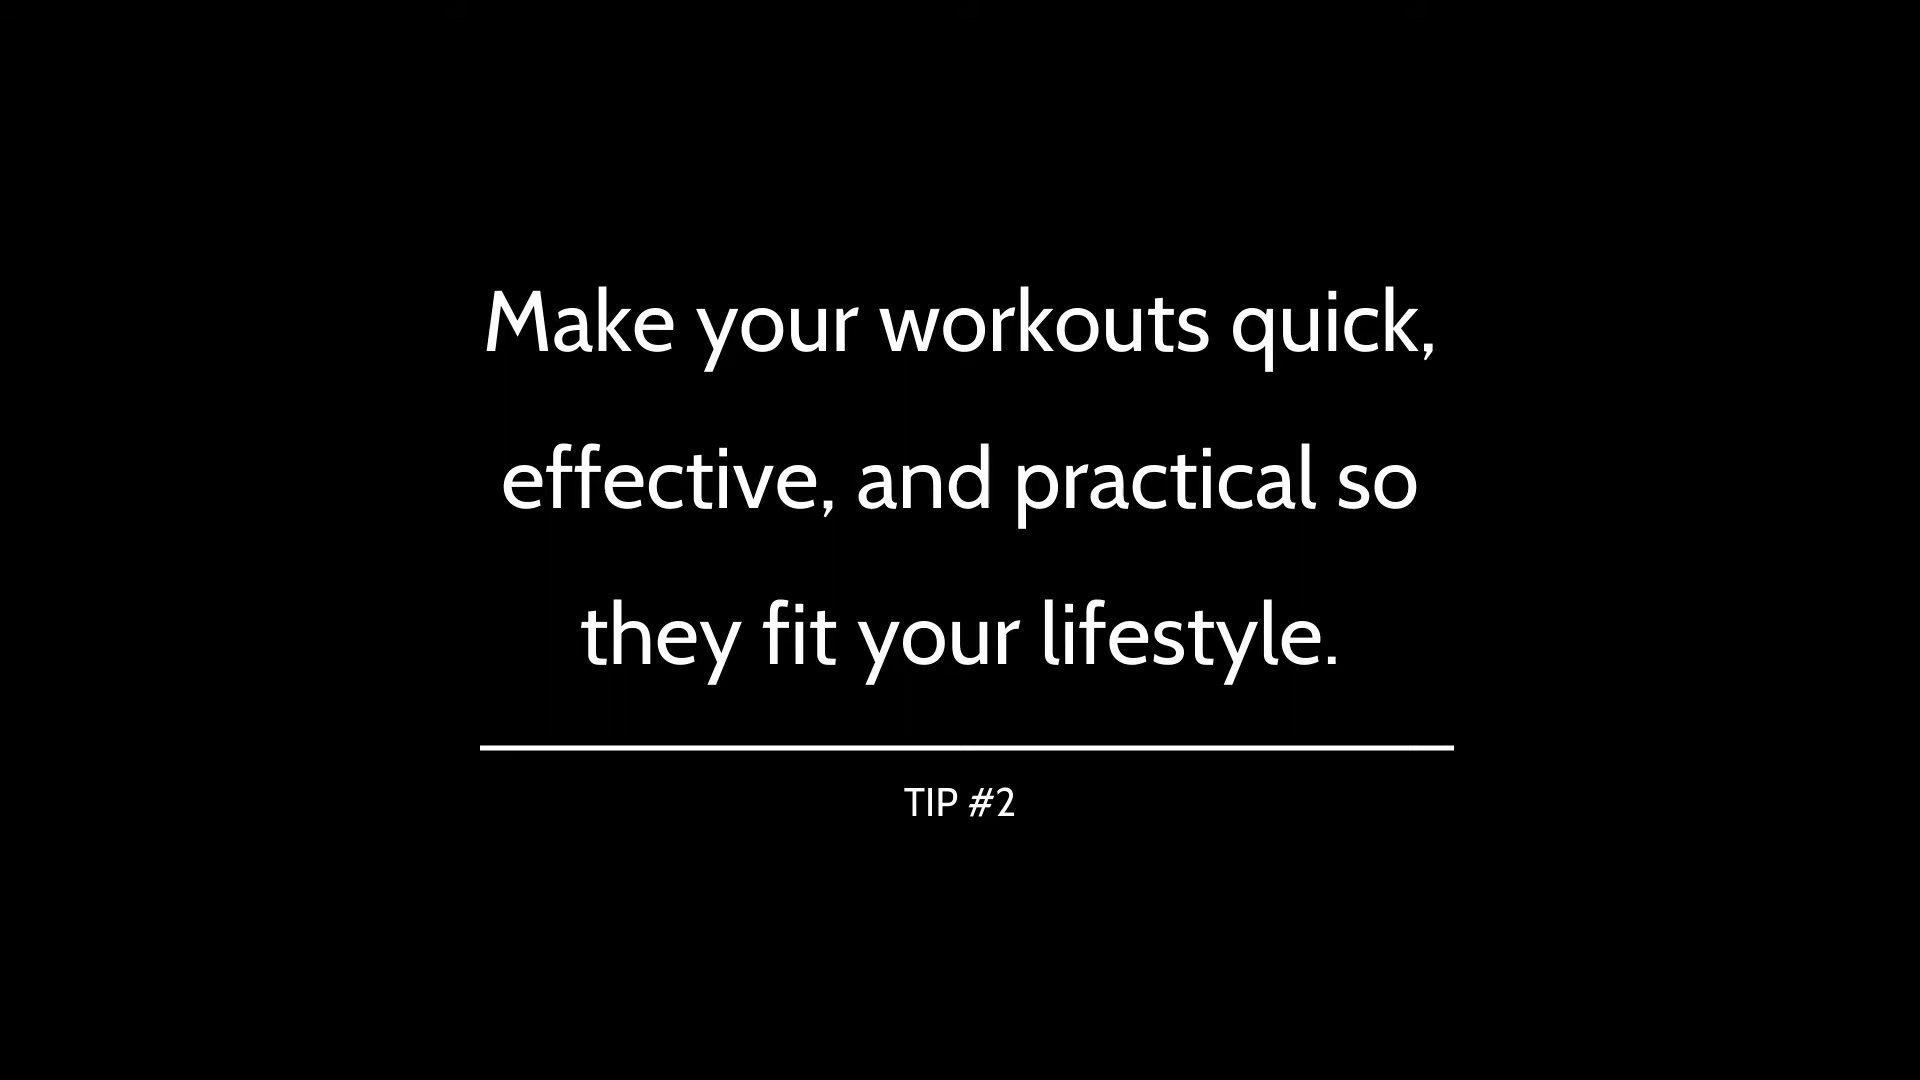 Make your workouts quick,
effective, and practical so
they fit your lifestyle.
TIP #2